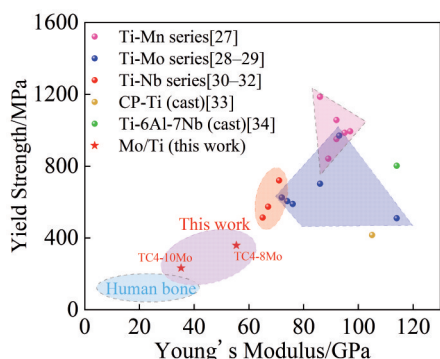 1600
1200
800
400
0
Yield Strength/MPa
Ti-Mn series[27]
Ti-Mo series[28–29]
Ti-Nb series[30–32]
CP-Ti (cast)[33]
Ti-6Al-7Nb (cast)[34]
Mo/Ti (this work)
This work
TC4-10Mo
TC4-8Mo
Human bone
0 20 40 60 80 100 120
Young's Modulus/GPa